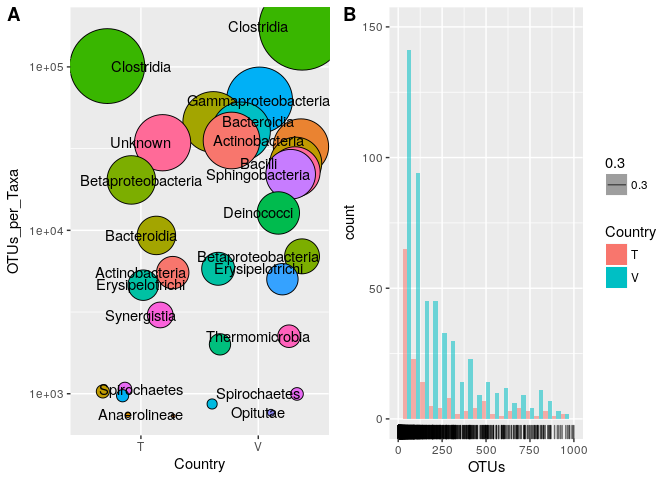 A
B
Clostridia
Clostridia
Gammaproteobacteria
Bacteroidia
Actinobacteria
Unknown
Bacilli
Sphingobacteria
Betaproteobacteria
Deinococci
Bacteroidia
Betaproteobacteria
Erysipelotrichi
Actinobacteria
Erysipelotrichi
Synergistia
Thermomicrobia
Spirochaetes
Spirochaetes
Anaerolineae
Opitutae
1e+05
1e+04
1e+03
OTUs_per_Taxa
T
V
Country
150
100
50
0
count
0
250
500
750
1000
OTUs
0.3
0.3
Country
T
V